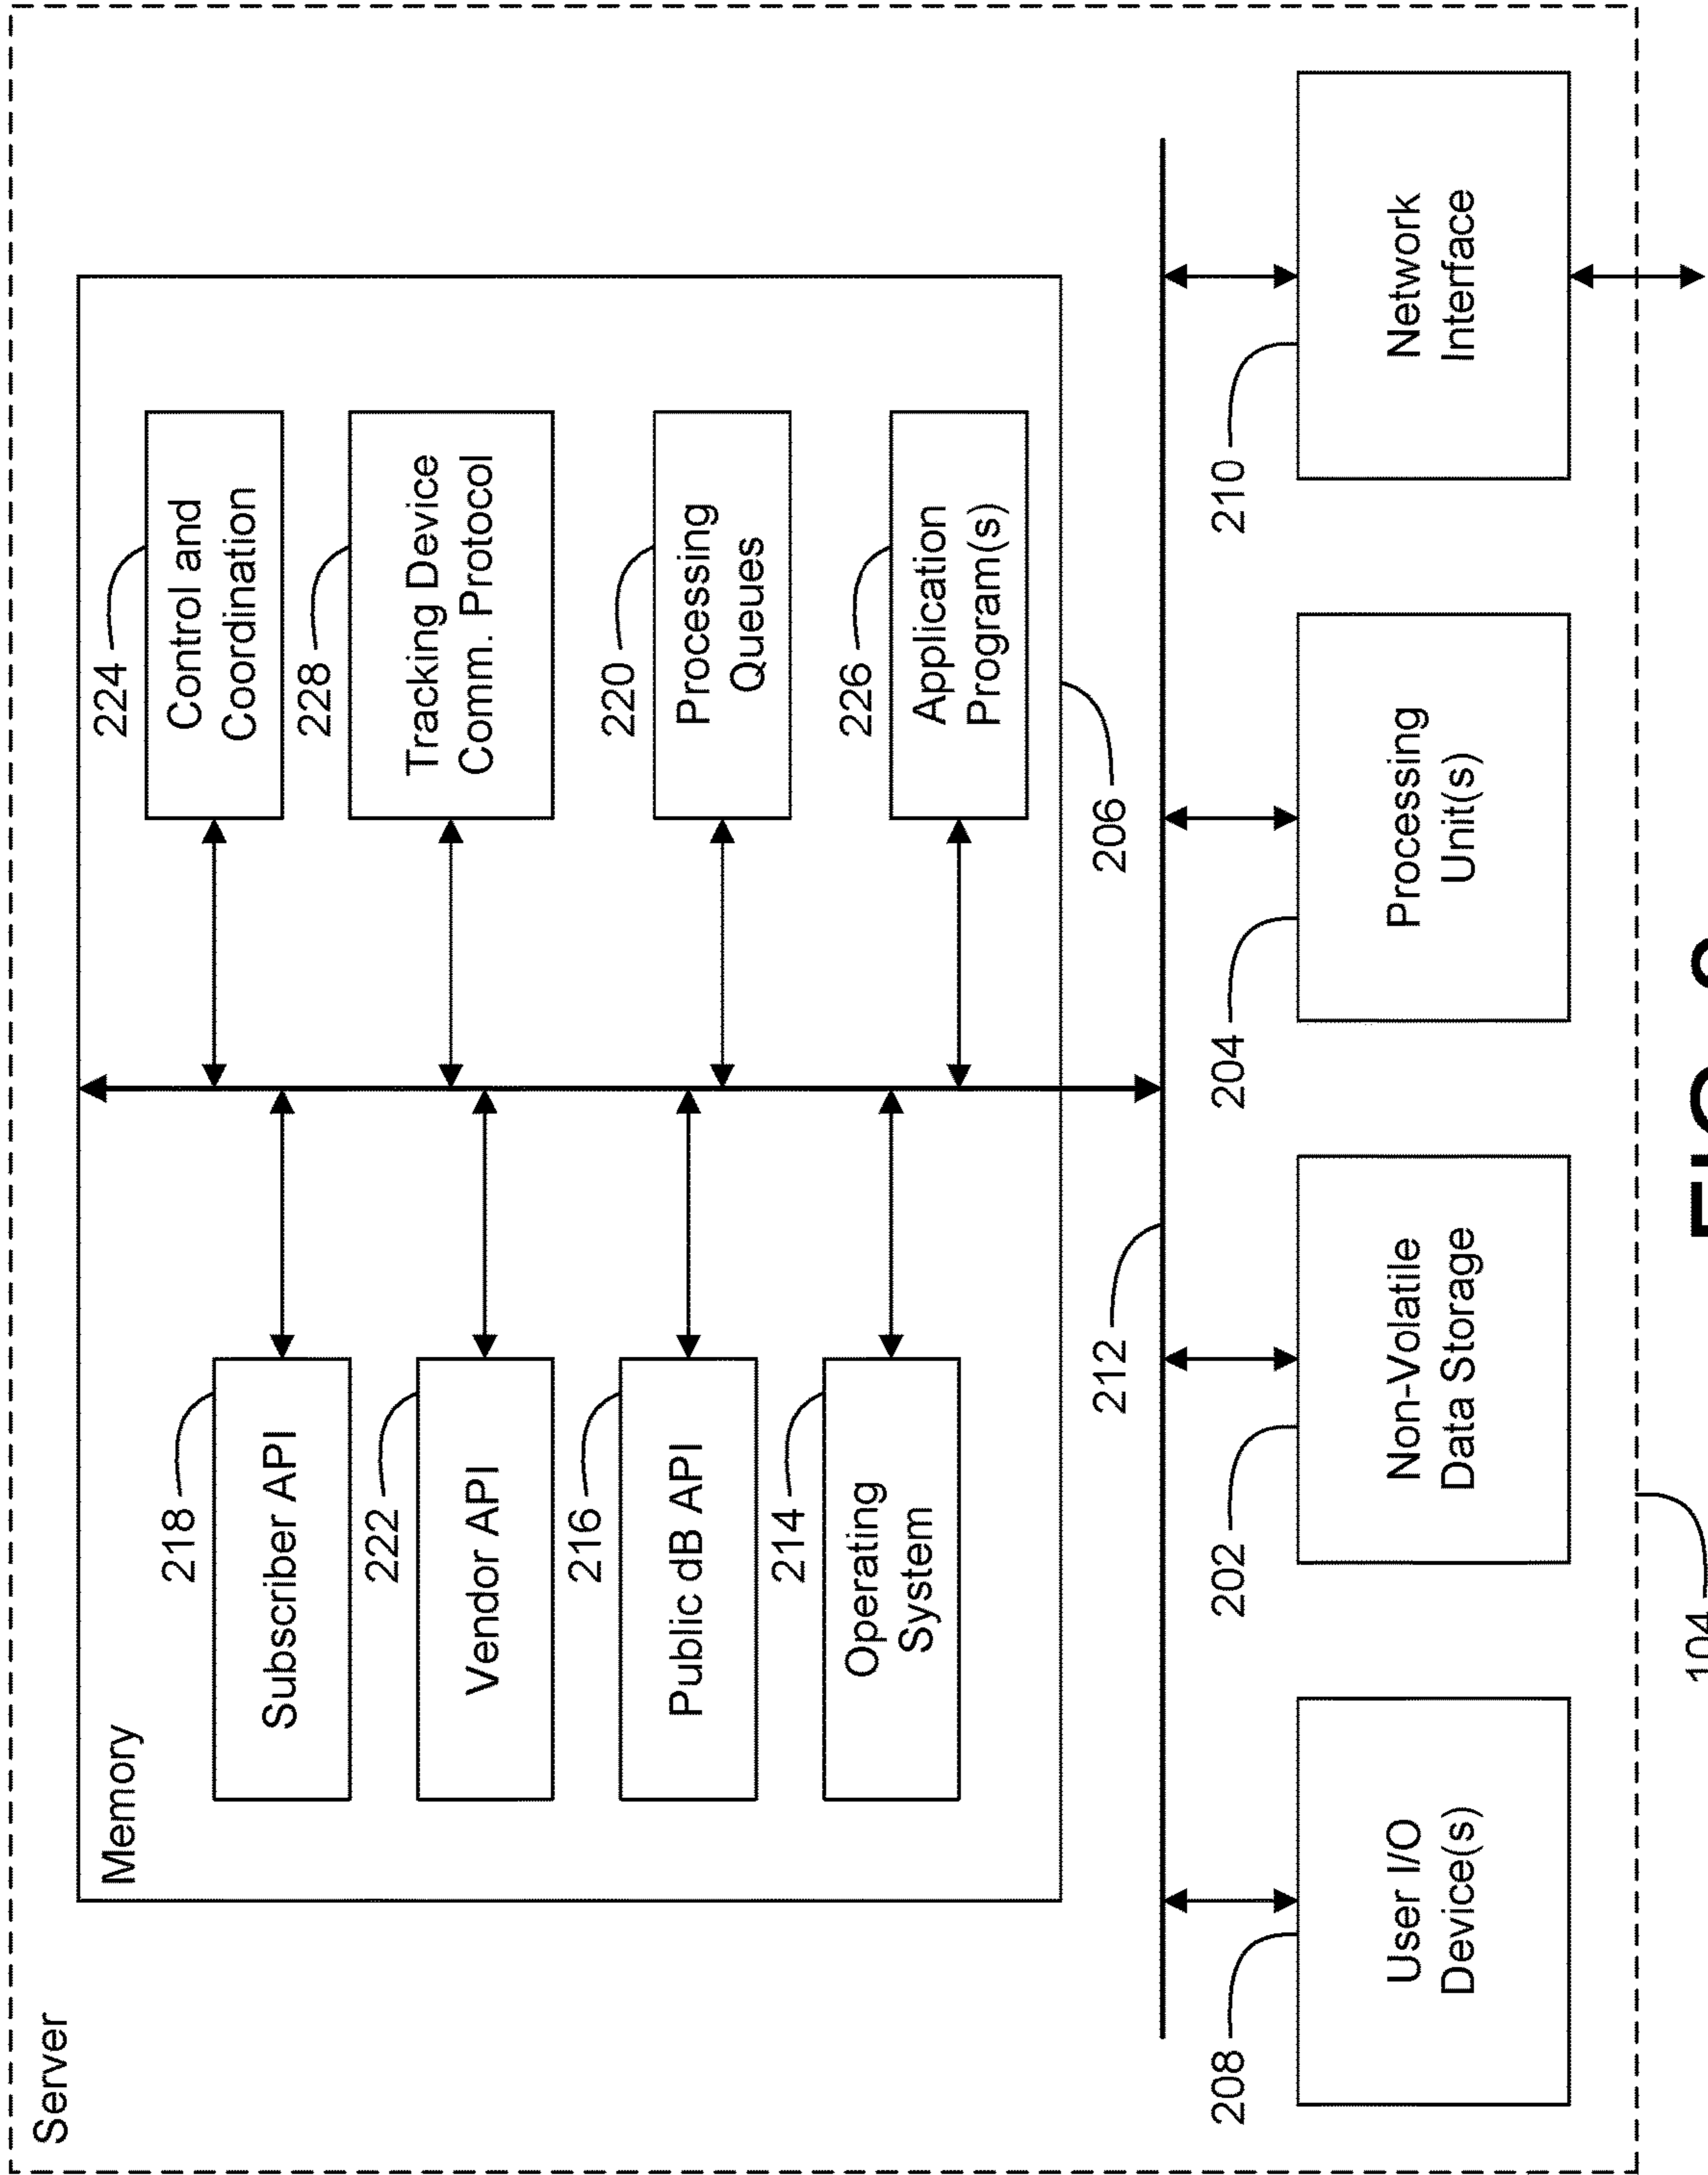 Server
Memory
218
Subscriber API
222
Vendor API
216
Public dB API
214
Operating
System
224
Control and
Coordination
228
Tracking Device
Comm. Protocol
220
Processing
Queues
226
Application
Program(s)
206
212
208
User I/O
Device(s)
202
Non-Volatile
Data Storage
204
Processing
Unit(s)
210
Network
Interface
104